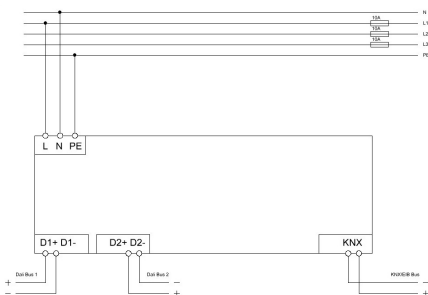 N
10A
L1
10A
L2
10A
L3
PE
L N PE
D1+ D1-
D2+ D2-
KNX
Dali Bus 1
Dali Bus 2
KNX/EIB Bus
+
-
-
+
-
+